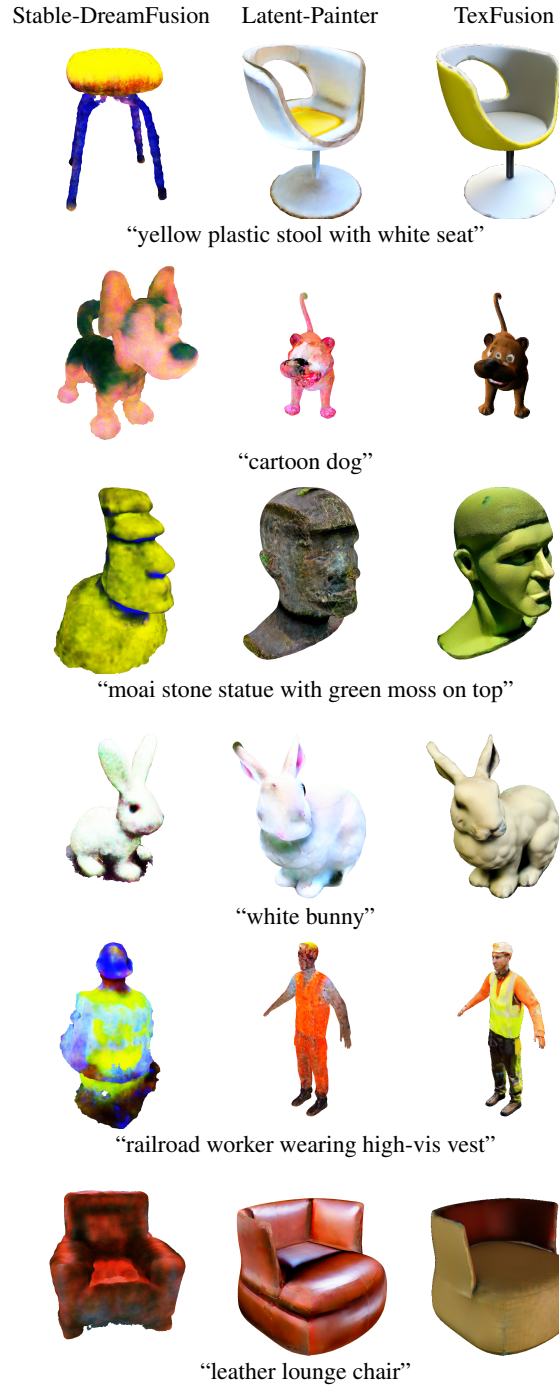 Stable-DreamFusion Latent-Painter TexFusion
“yellow plastic stool with white seat”
“cartoon dog”
“moai stone statue with green moss on top”
“white bunny”
“railroad worker wearing high-vis vest”
“leather lounge chair”